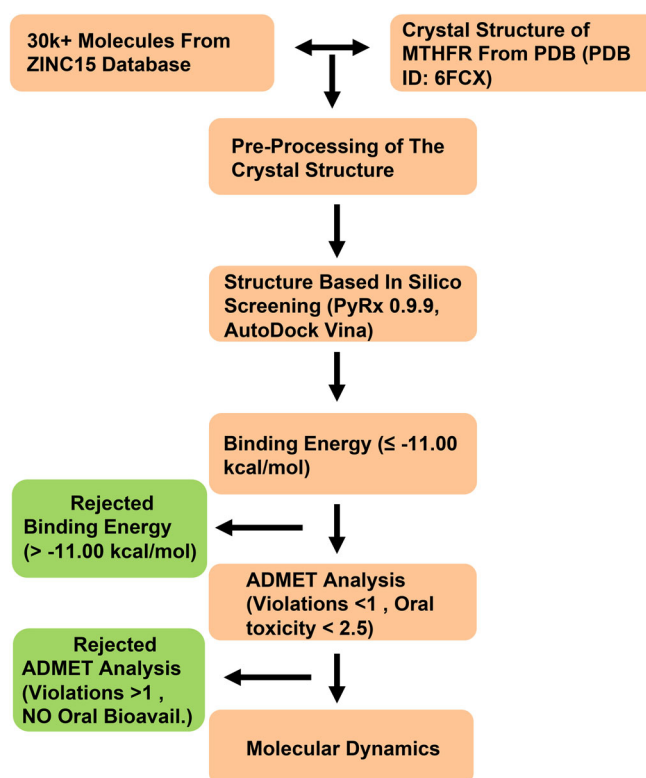 30k+ Molecules From
ZINC15 Database
Crystal Structure of
MTHFR From PDB (PDB
ID: 6FCX)
Pre-Processing of The
Crystal Structure
Structure Based In Silico
Screening (PyRx 0.9.9,
AutoDock Vina)
Binding Energy (≤ -11.00
kcal/mol)
Rejected
Binding Energy
(> -11.00 kcal/mol)
ADMET Analysis
(Violations <1 , Oral
toxicity < 2.5)
Rejected
ADMET Analysis
(Violations >1 ,
NO Oral Bioavail.)
Molecular Dynamics